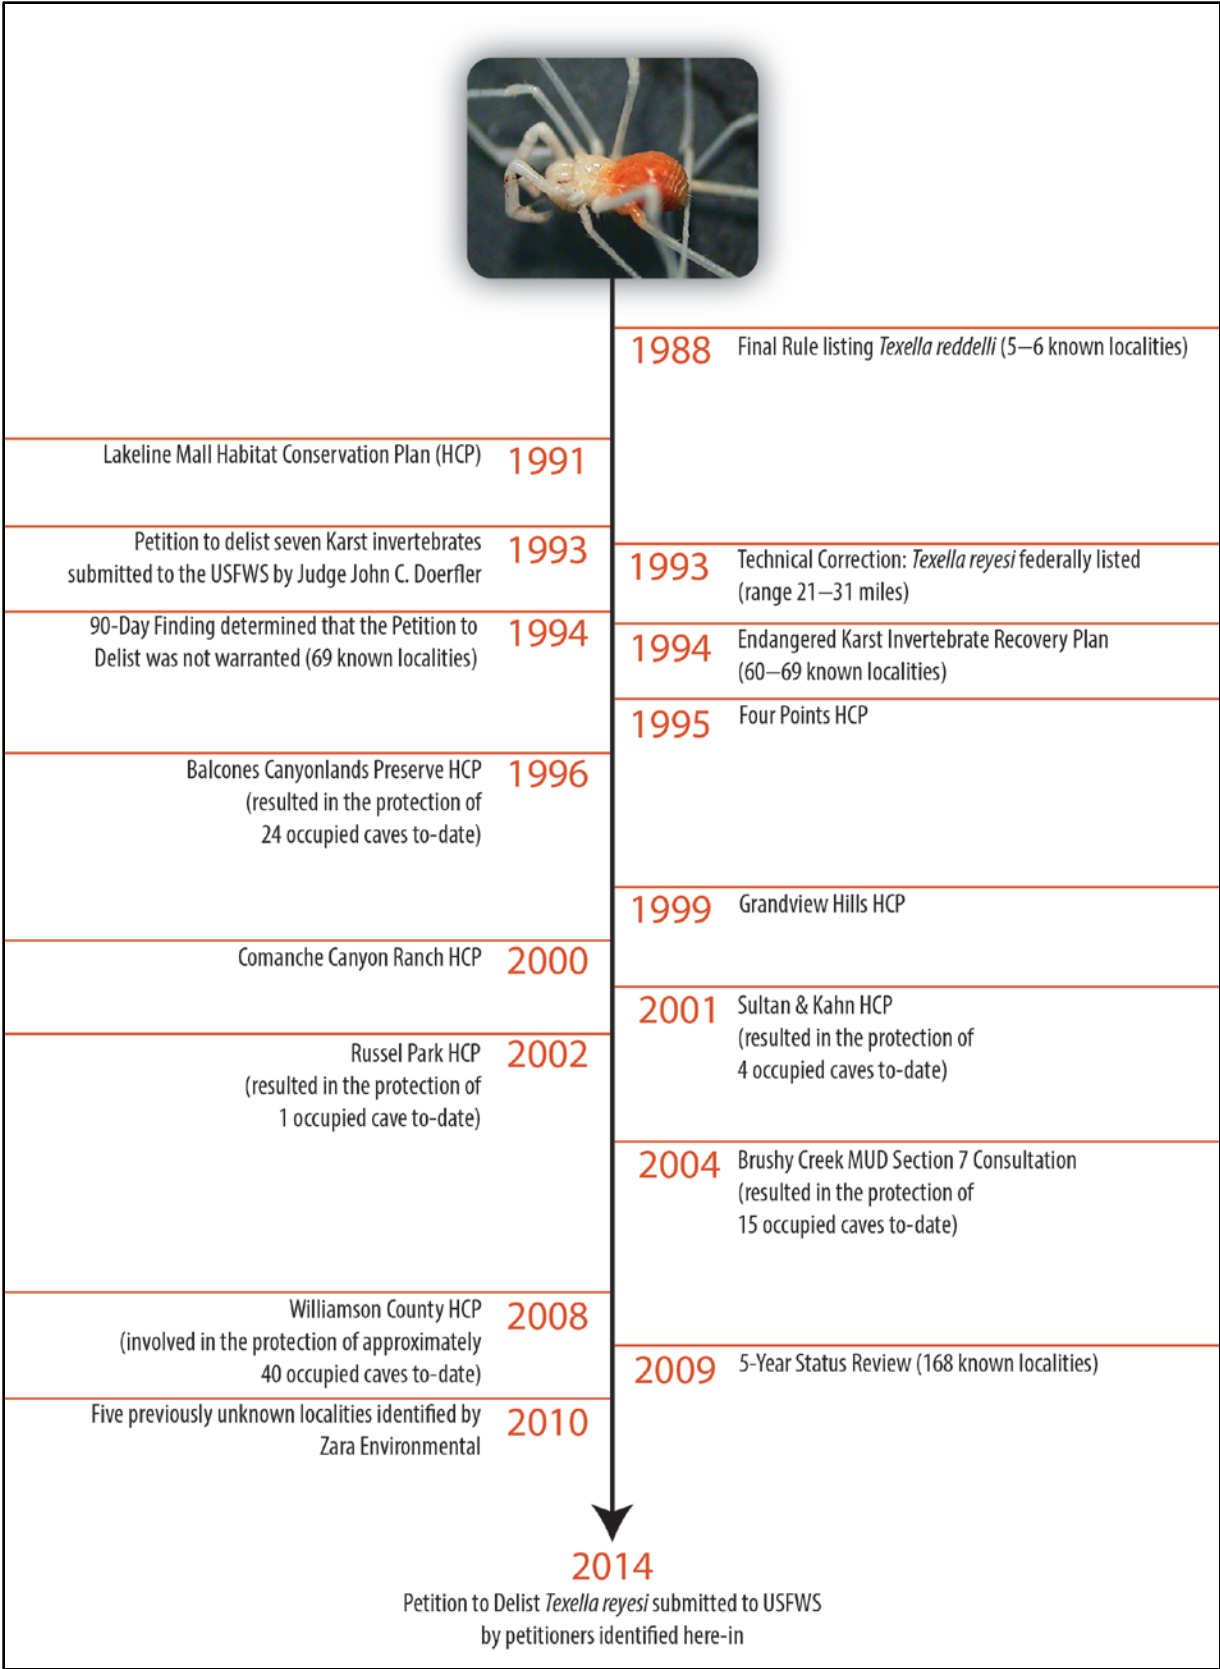 1988 Final Rule listing Texella reddelli (5–6 known localities)
Lakeline Mall Habitat Conservation Plan (HCP) 1991
Petition to delist seven Karst invertebrates 1993
submitted to the USFWS by Judge John C. Doerfler
1993 Technical Correction: Texella reyesi federally listed
(range 21–31 miles)
90-Day Finding determined that the Petition to 1994
Delist was not warranted (69 known localities)
1994 Endangered Karst Invertebrate Recovery Plan
(60–69 known localities)
1995 Four Points HCP
Balcones Canyonlands Preserve HCP 1996
(resulted in the protection of
24 occupied caves to-date)
1999 Grandview Hills HCP
Comanche Canyon Ranch HCP 2000
2001 Sultan & Kahn HCP
(resulted in the protection of
4 occupied caves to-date)
Russel Park HCP 2002
(resulted in the protection of
1 occupied cave to-date)
2004 Brushy Creek MUD Section 7 Consultation
(resulted in the protection of
15 occupied caves to-date)
Williamson County HCP 2008
(involved in the protection of approximately
40 occupied caves to-date)
2009 5-Year Status Review (168 known localities)
Five previously unknown localities identified by 2010
Zara Environmental
2014
Petition to Delist Texella reyesi submitted to USFWS
by petitioners identified here-in